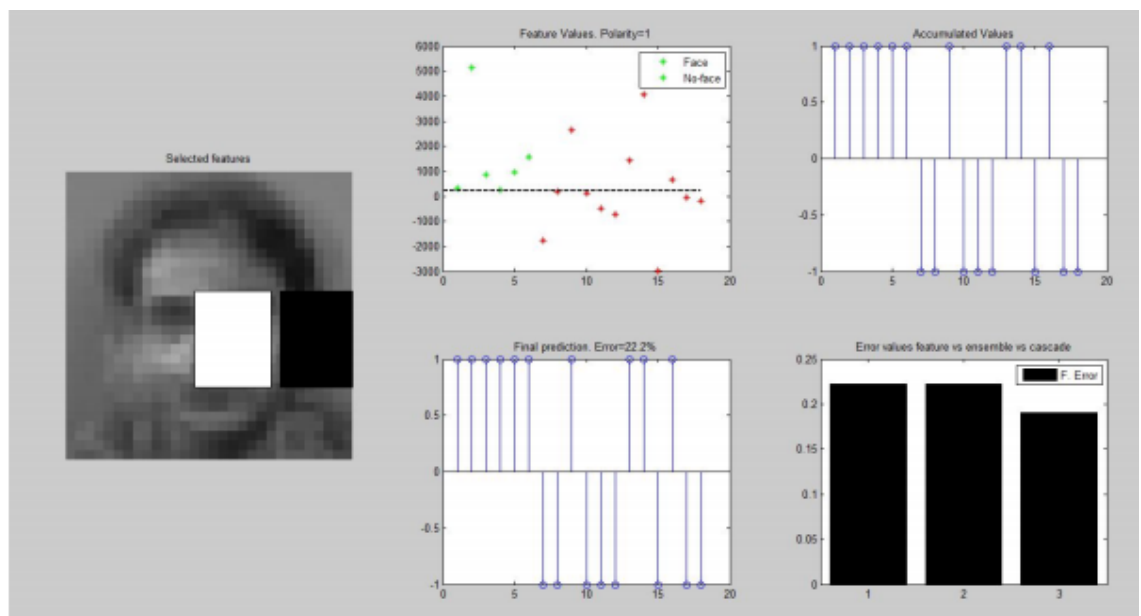 Selected features
Feature Values. Polarity=1
6000
5000
4000
3000
2000
1000
0
-1000
-2000
-3000
0 5 10 15 20
Face
No-face
Accumulated Values
1
0.5
0
-0.5
-1
0 5 10 15 20
Final prediction. Error=22.2%
1
0.5
0
-0.5
-1
0 5 10 15 20
Error values feature vs ensemble vs cascade
0.25
0.2
0.15
0.1
0.05
0
1 2 3
F. Error